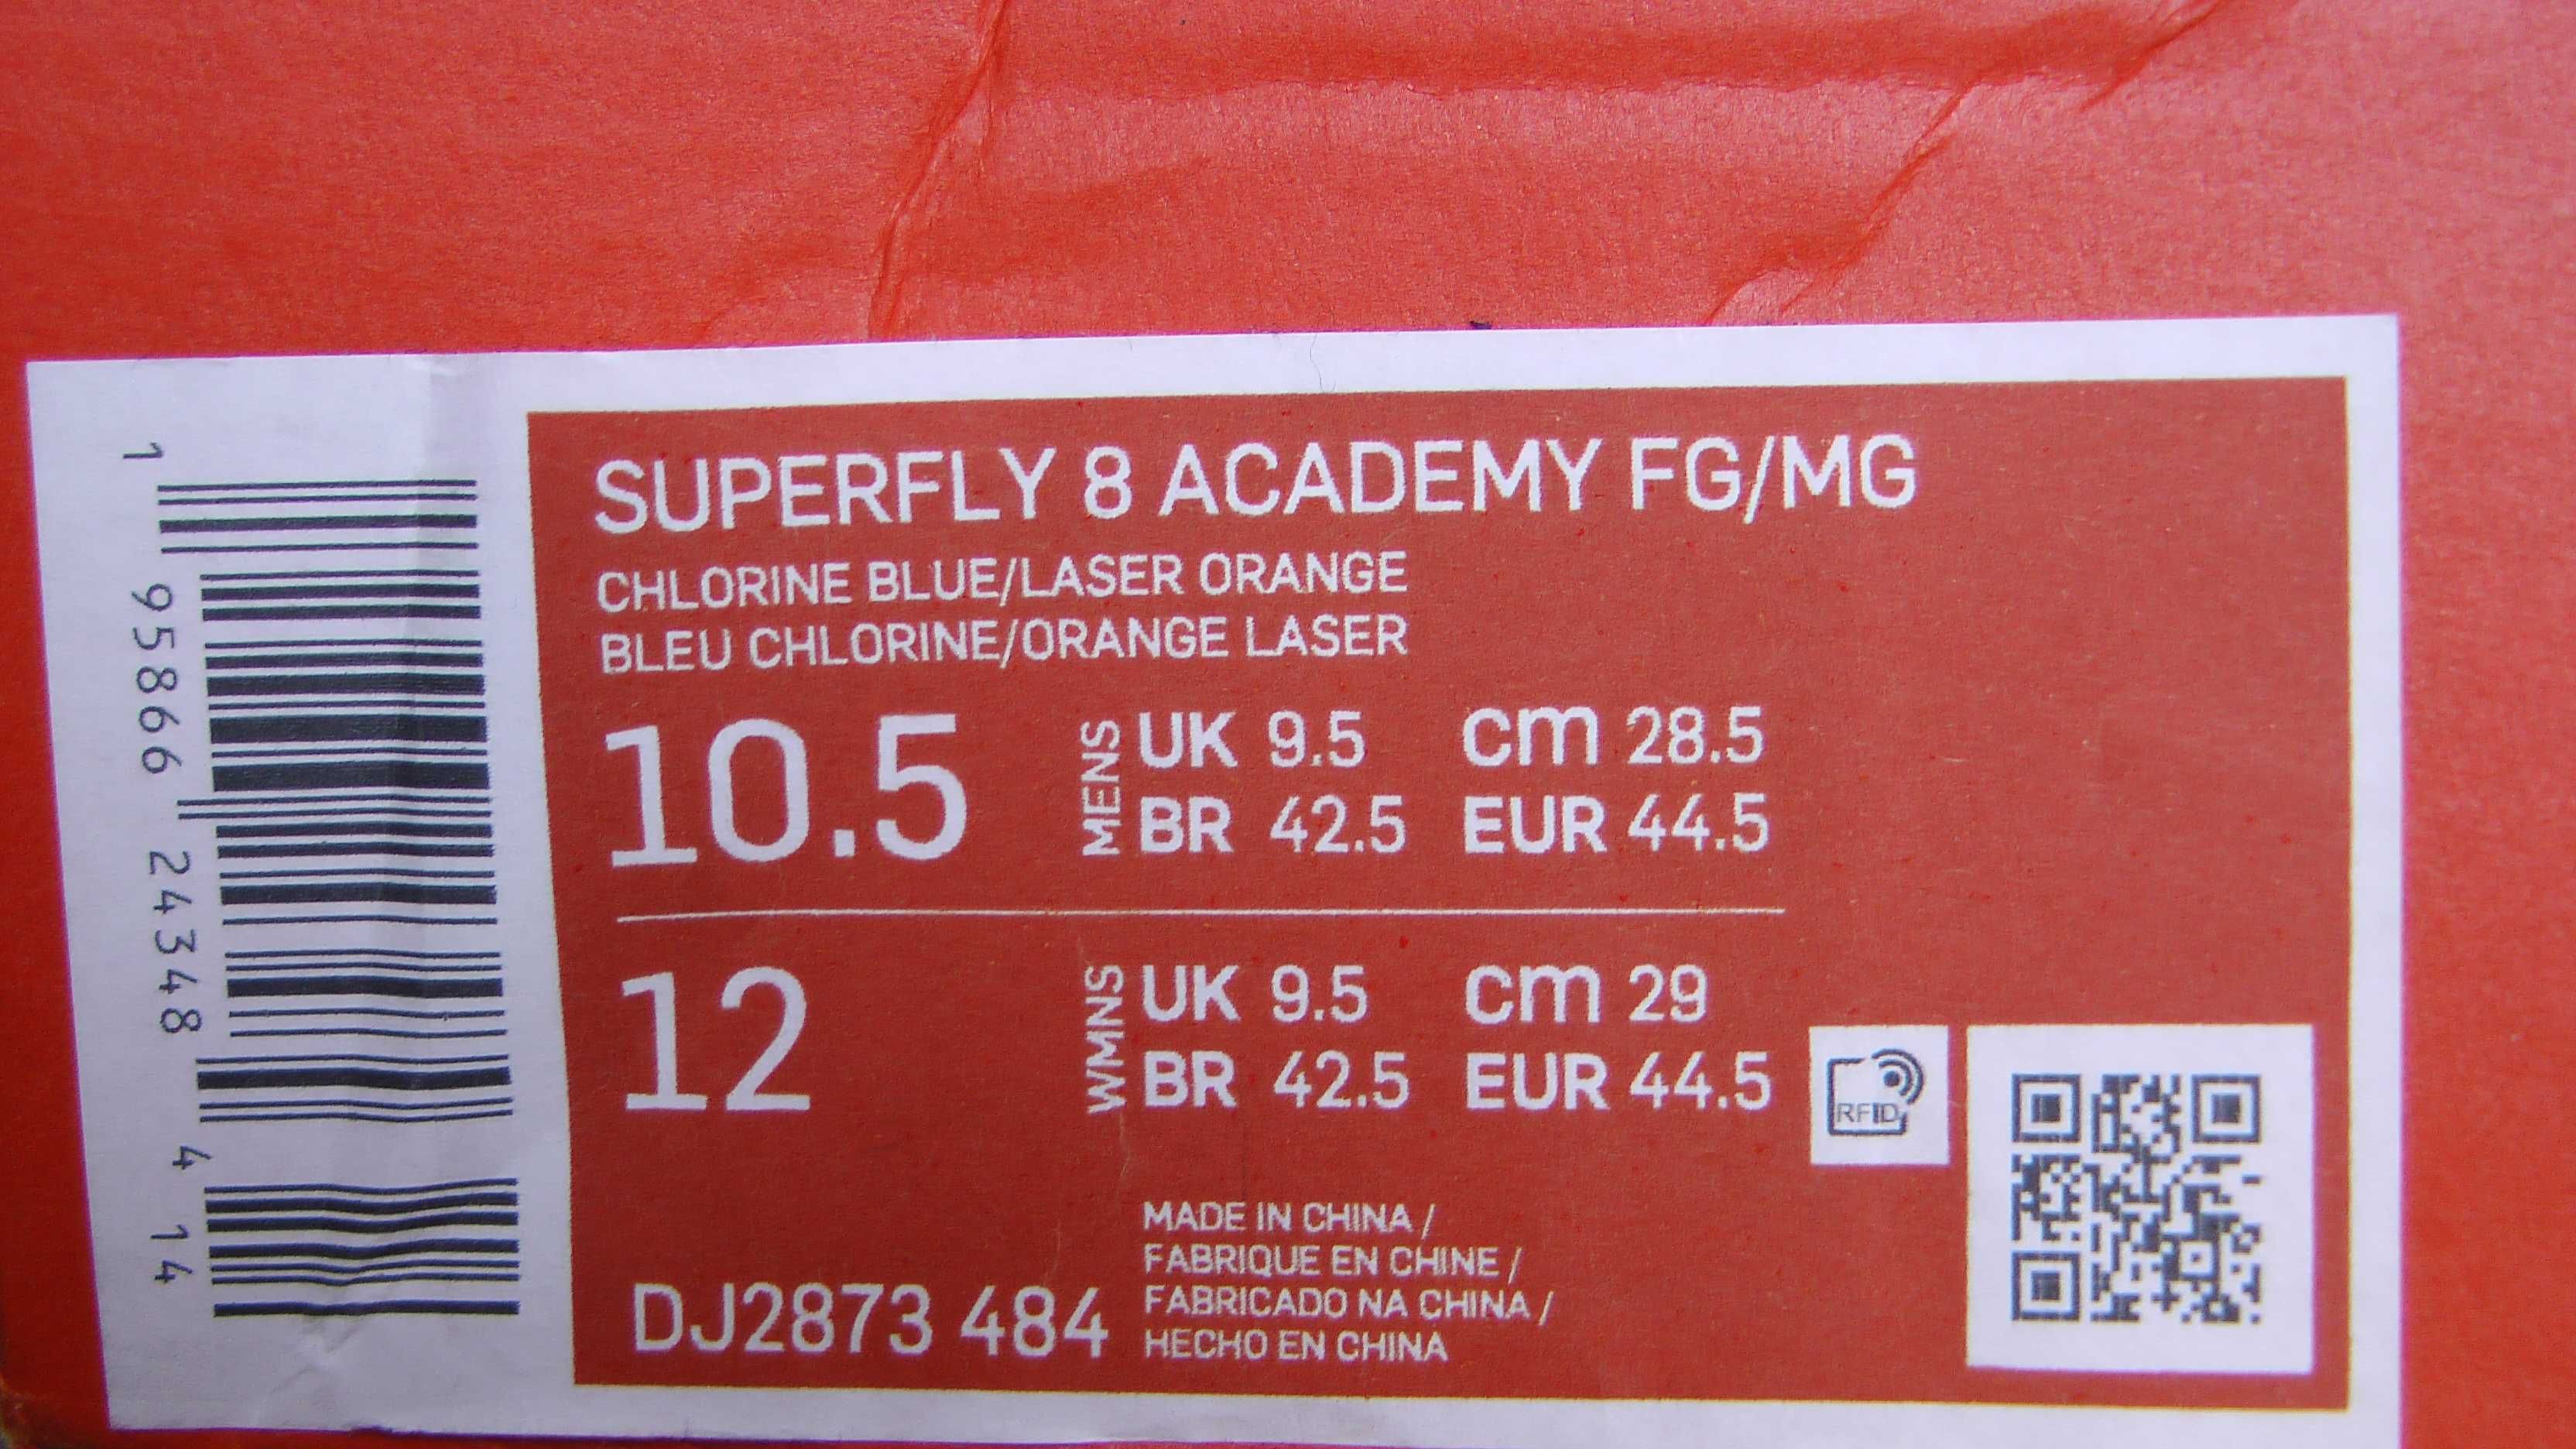 1 95866 24348 4 14
SUPERFLY 8 ACADEMY FG/MG
CHLORINE BLUE/LASER ORANGE
BLEU CHLORINE/ORANGE LASER
10.5 MENS UK 9.5 cm 28.5
BR 42.5 EUR 44.5
12 WMNS UK 9.5 cm 29
BR 42.5 EUR 44.5
RFID
MADE IN CHINA /
FABRIQUE EN CHINE /
FABRICADO NA CHINA /
HECHO EN CHINA
DJ2873 484